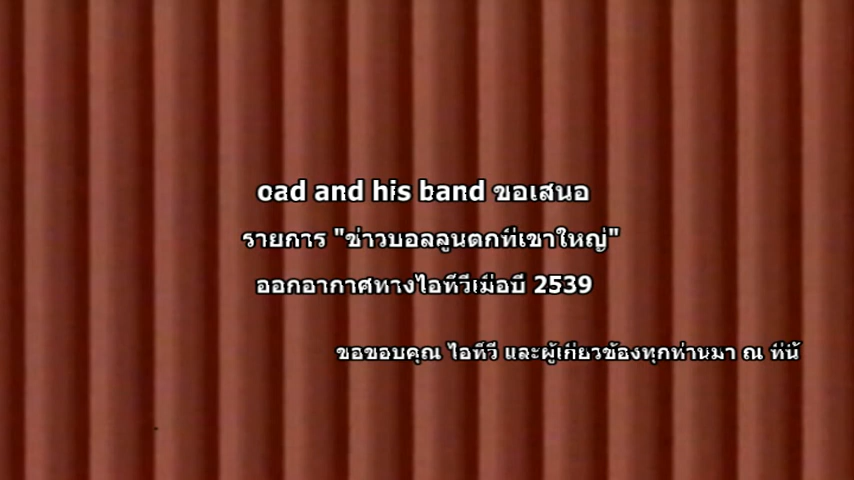 oad and his band ขอเสนอ
รายการ "ข่าวบอลลูนตกที่เขาใหญ่"
ออกอากาศทางไอทีวีเมื่อปี 2539
ขอขอบคุณ ไอทีวี และผู้เกี่ยวข้องทุกท่านมา ณ ที่นี้